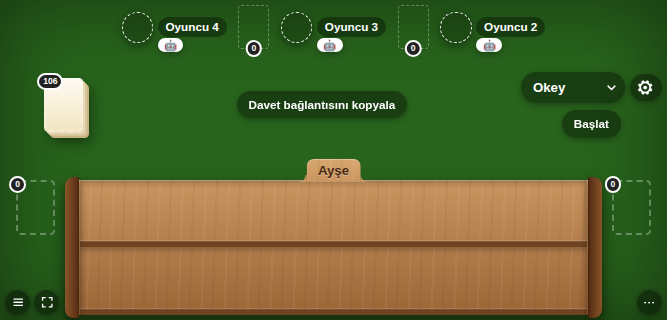 Oyuncu 4
Oyuncu 3
Oyuncu 2
0
0
106
Davet bağlantısını kopyala
Okey
Başlat
Ayşe
0
0